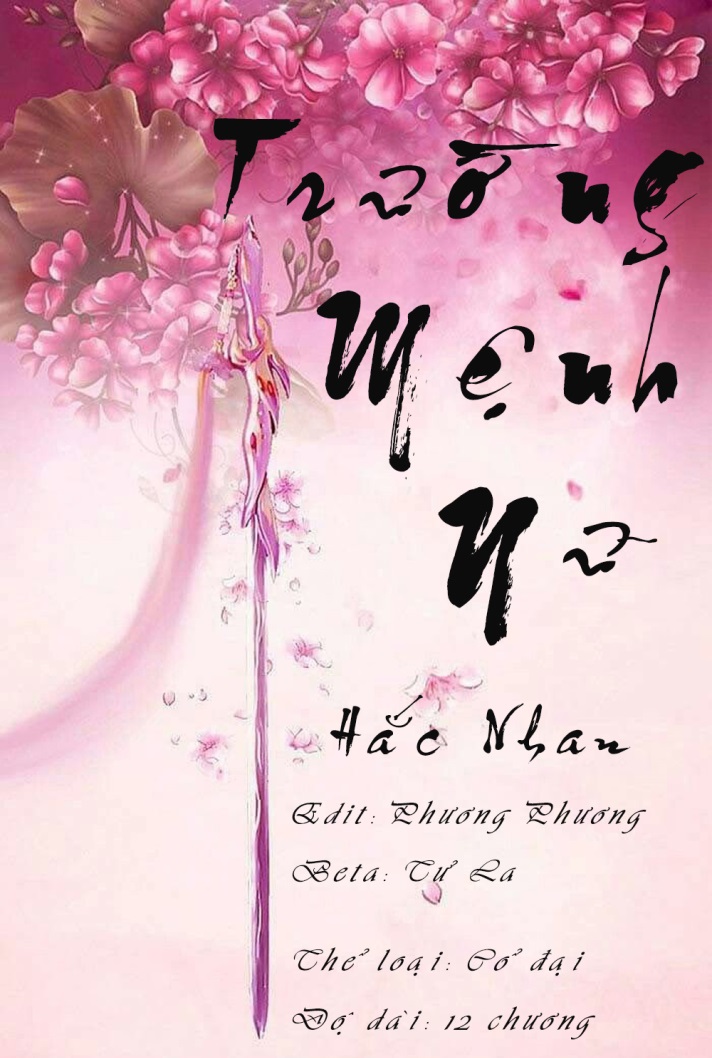 Trường
Mệnh
Nữ
Hắc Nhan
Edit: Phương Phương
Beta: Tư La
Thể loại: Cổ đại
Độ dài: 12 chương